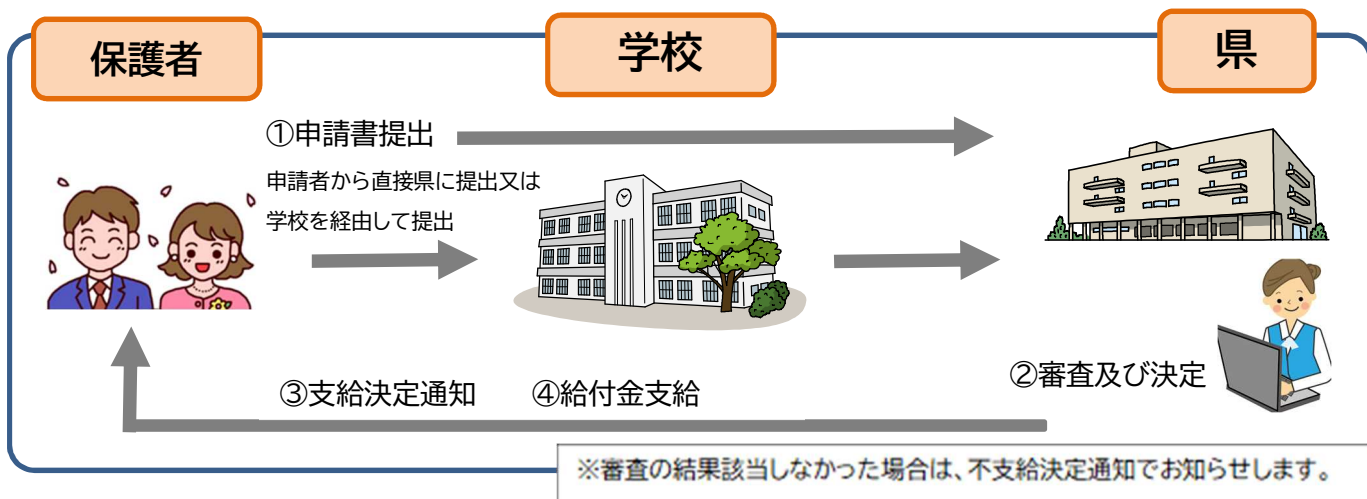 保護者
学校
県
①申請書提出
申請者から直接県に提出又は
学校を経由して提出
②審査及び決定
③支給決定通知
④給付金支給
※審査の結果該当しなかった場合は、不支給決定通知でお知らせします。